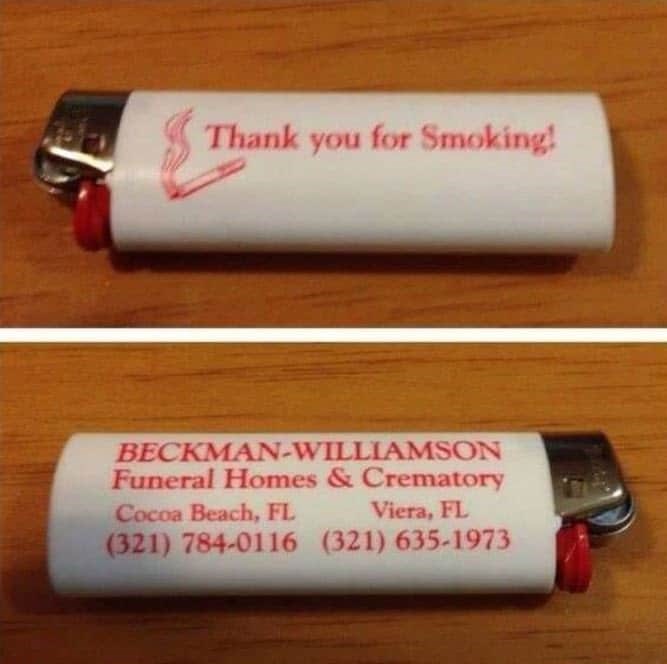 Thank you for Smoking!
BECKMAN-WILLIAMSON
Funeral Homes & Crematory
Cocoa Beach, FL Viera, FL
(321) 784-0116 (321) 635-1973